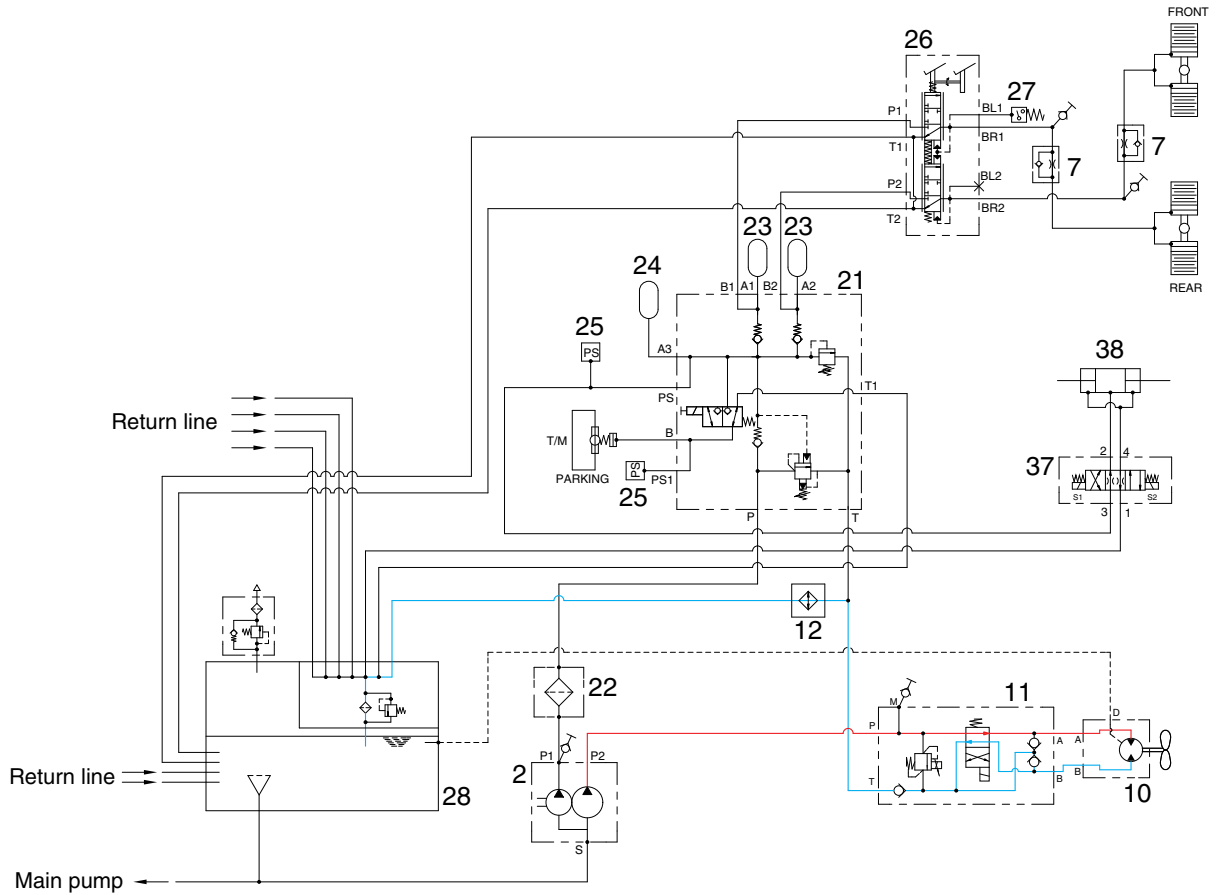 FRONT
26
P1
BL1
27
T1
BR1
7
7
P2
BL2
T2
BR2
23
23
24
B1
A1
B2
A2
21
REAR
25
PS
A3
38
PS
T1
Return line
T/M
B
PARKING
PS
25
PS1
2
4
37
S1
S2
3
1
P
T
12
22
M
11
D
P
A
A
P1
P2
2
T
B
B
10
Return line
28
S
Main pump